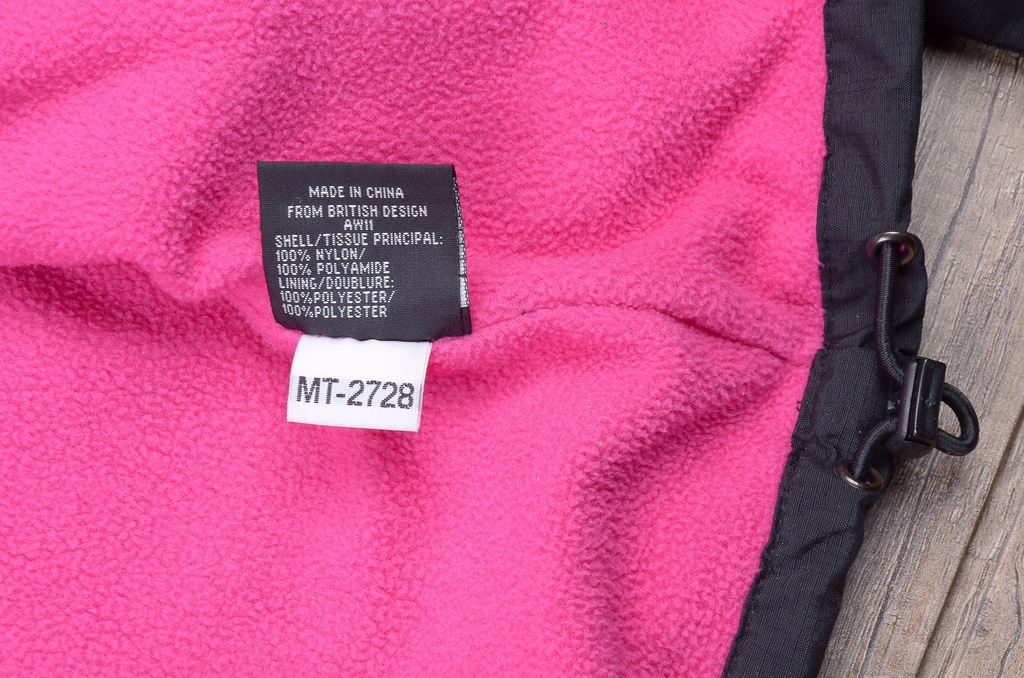 MADE IN CHINA
FROM BRITISH DESIGN
AW11
SHELL/TISSUE PRINCIPAL:
100% NYLON/
100% POLYAMIDE
LINING/DOUBLURE:
100%POLYESTER/
100%POLYESTER
MT-2728